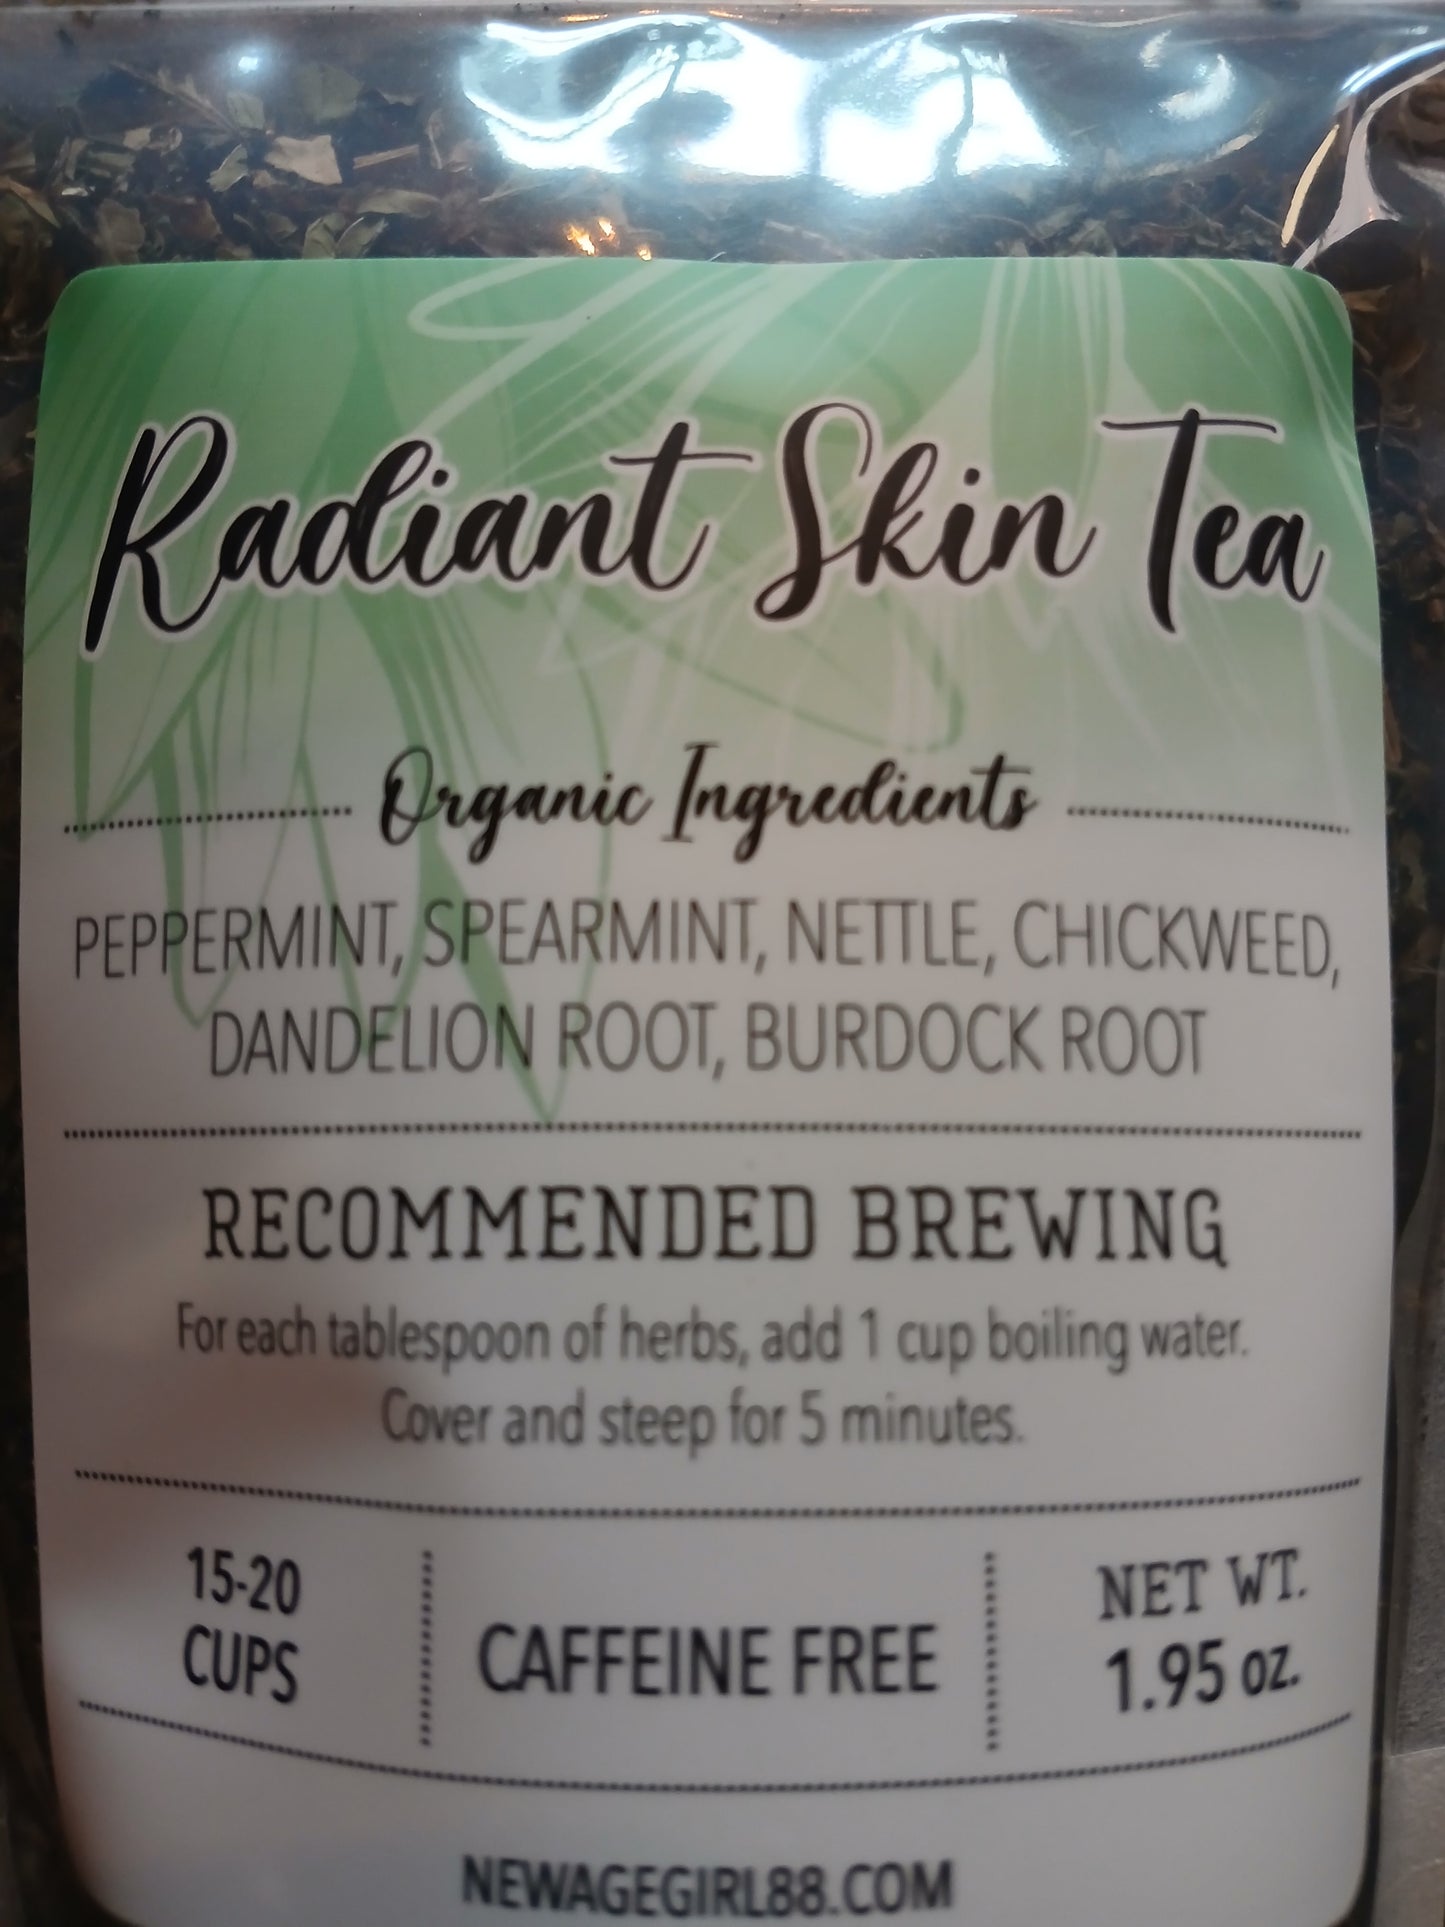 Radiant Skin Tea
Organic Ingredients
PEPPERMINT, SPEARMINT, NETTLE, CHICKWEED,
DANDELION ROOT, BURDOCK ROOT
RECOMMENDED BREWING
For each tablespoon of herbs, add 1 cup boiling water.
Cover and steep for 5 minutes.
15-20
CUPS
CAFFEINE FREE
NET WT.
1.95 oz.
NEWAGEGIRL88.COM